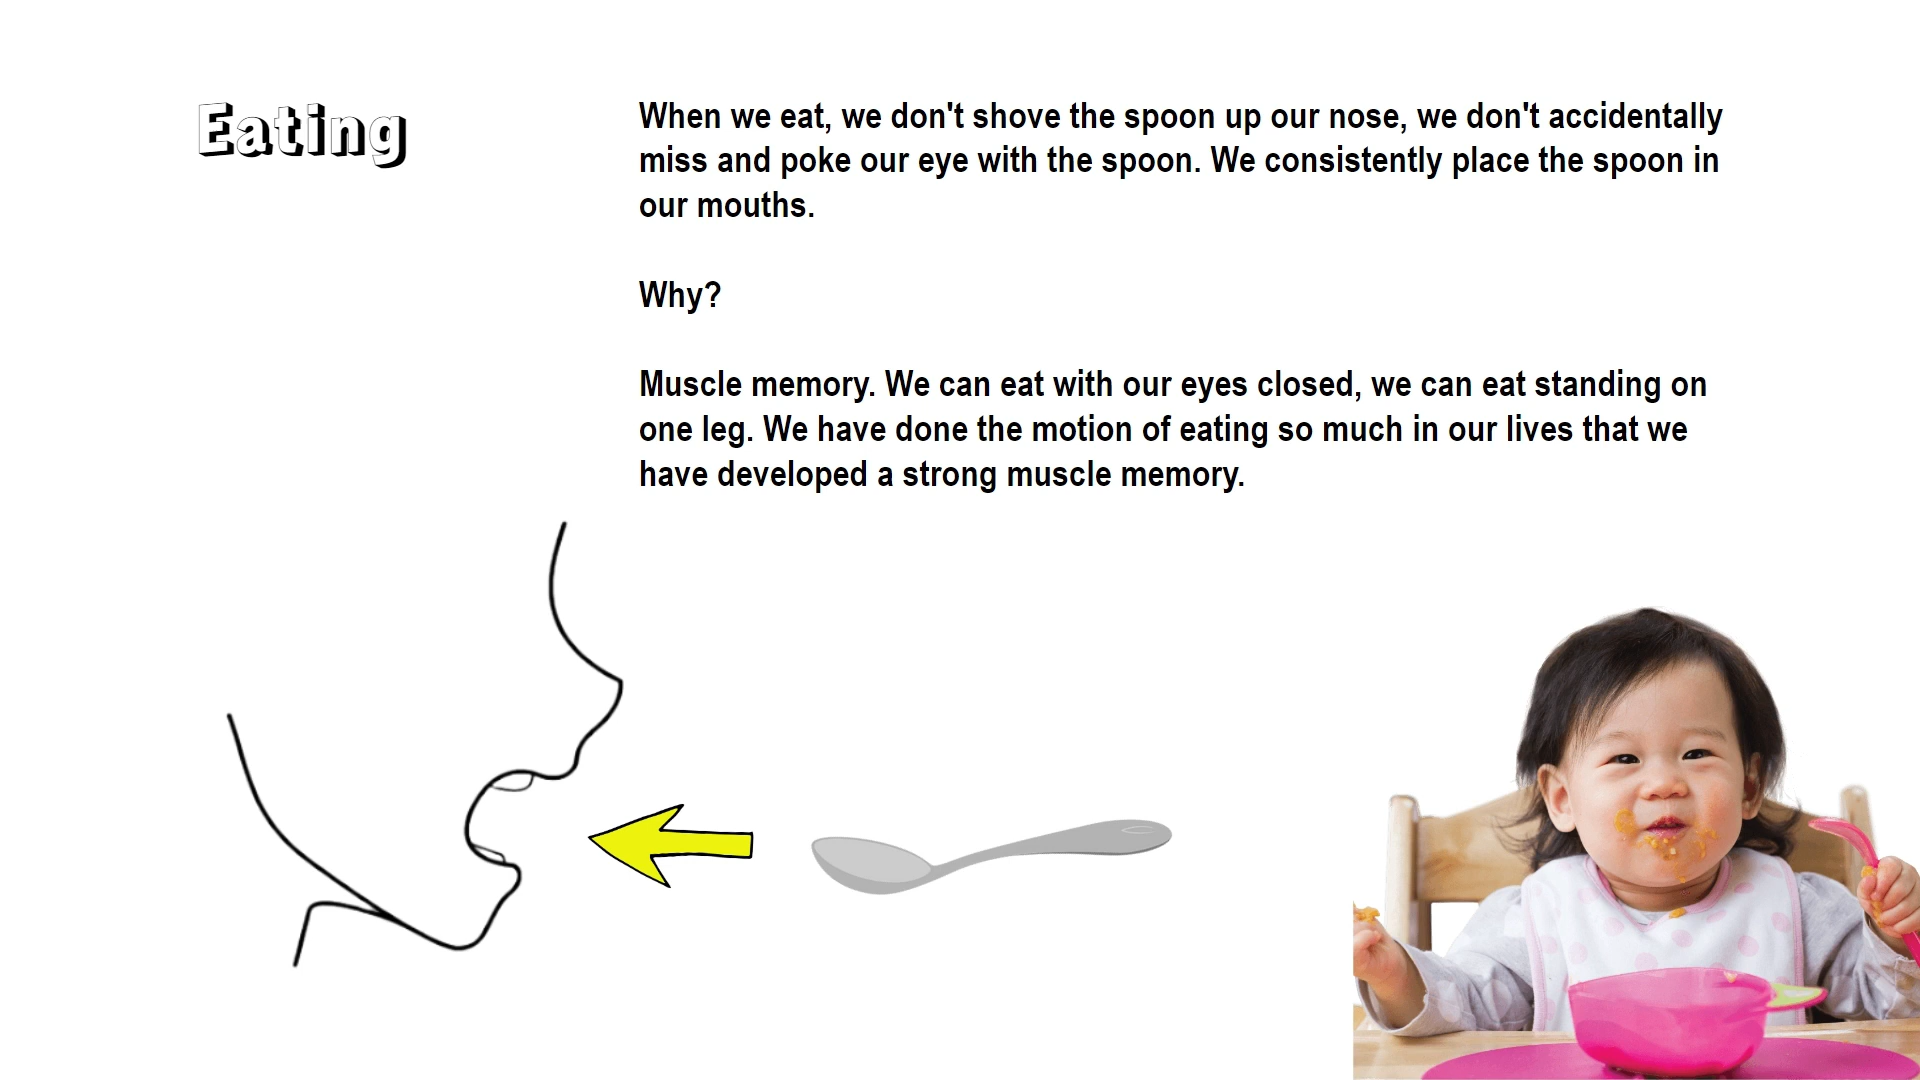 Eating
When we eat, we don't shove the spoon up our nose, we don't accidentally
miss and poke our eye with the spoon. We consistently place the spoon in
our mouths.
Why?
Muscle memory. We can eat with our eyes closed, we can eat standing on
one leg. We have done the motion of eating so much in our lives that we
have developed a strong muscle memory.